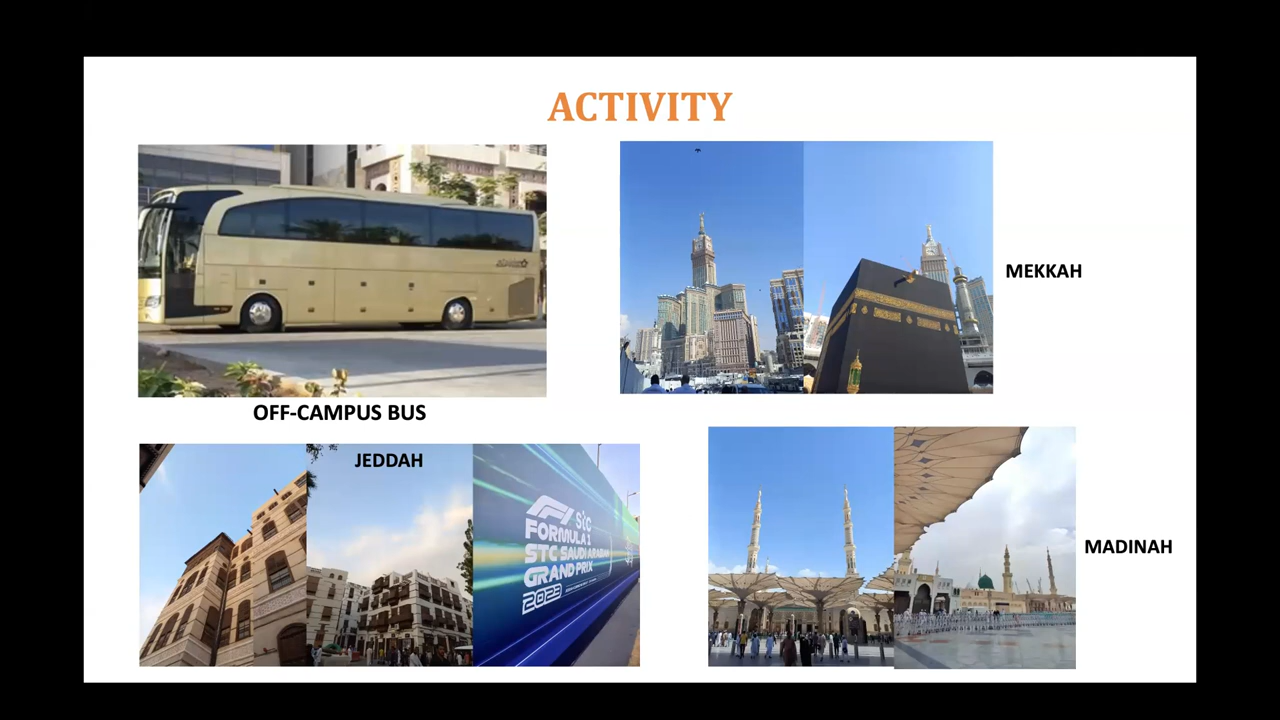 ACTIVITY
MEKKAH
OFF-CAMPUS BUS
JEDDAH
stc
FORMULA 1
STC SAUDI ARABIAN
GRAND PRIX
2023
MADINAH